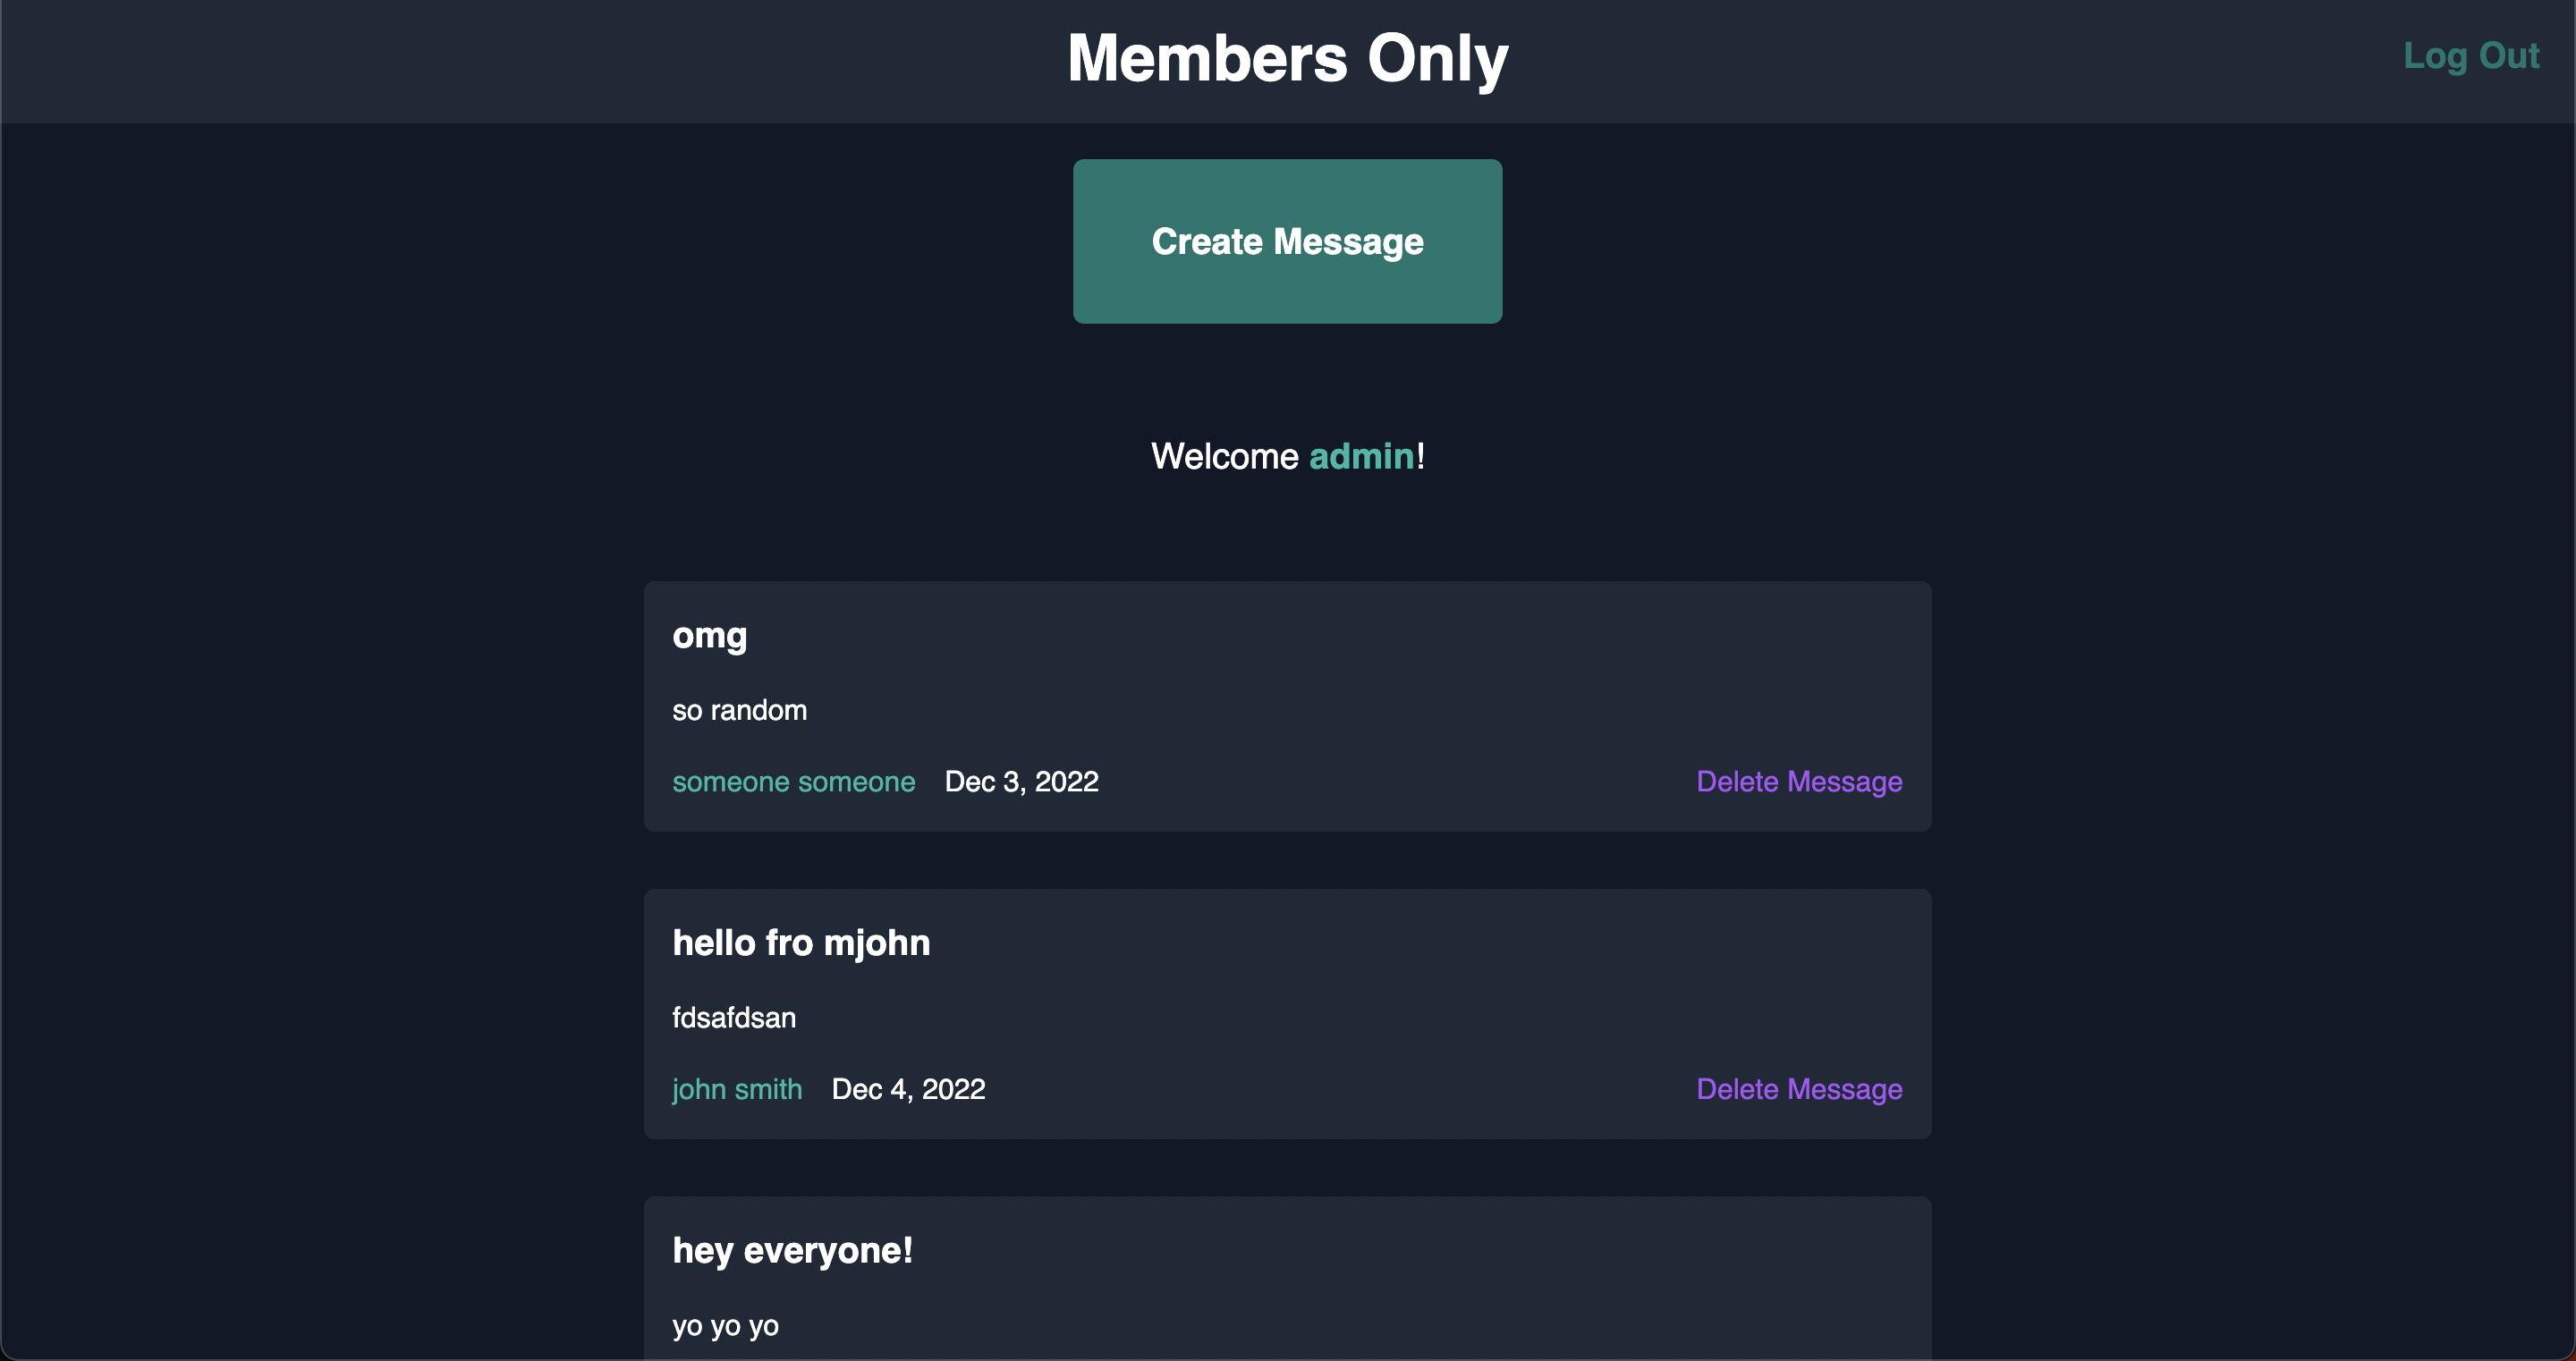 Members Only
Log Out
Create Message
Welcome admin!
omg
so random
someone someone Dec 3, 2022 Delete Message
hello fro mjohn
fdsafdsan
john smith Dec 4, 2022 Delete Message
hey everyone!
yo yo yo